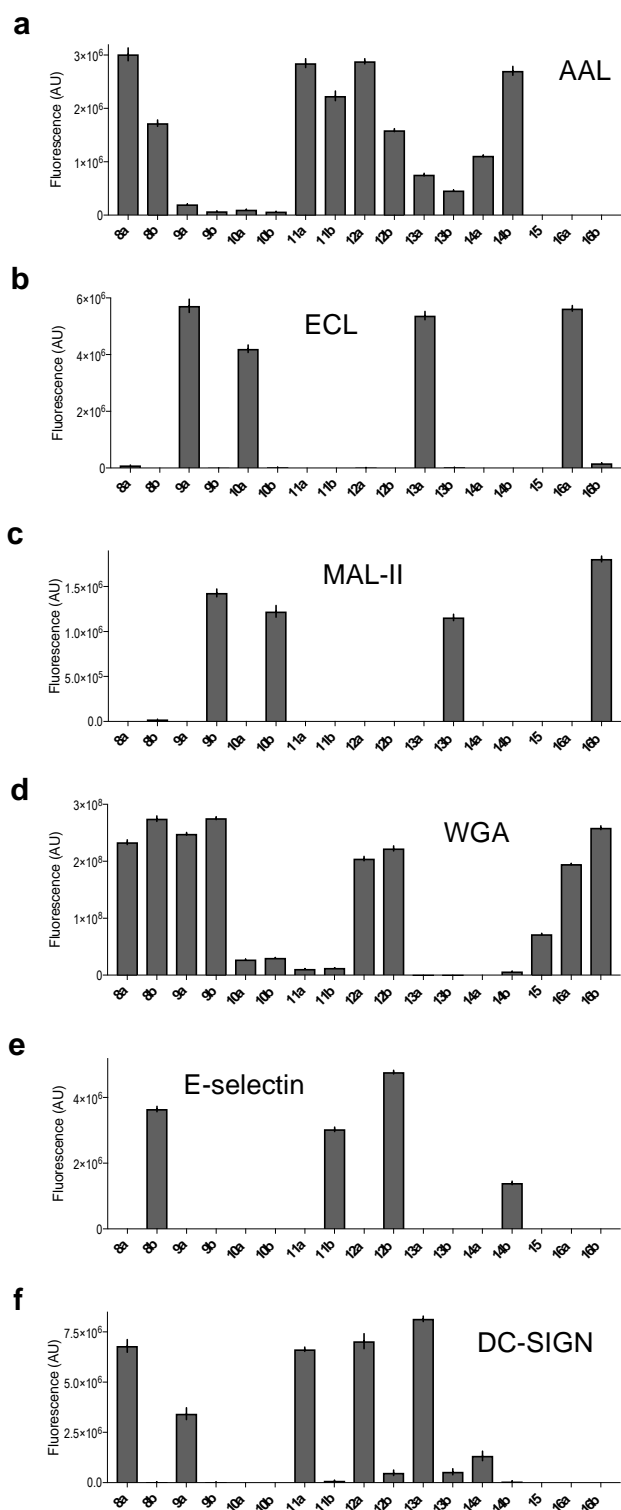 a
AAL
Fluorescence (AU)
3×10⁶
2×10⁶
1×10⁶
0
8a 8b 9a 9b 10a 10b 11a 11b 12a 12b 13a 13b 14a 14b 15 16a 16b
b
ECL
Fluorescence (AU)
6×10⁶
4×10⁶
2×10⁶
0
8a 8b 9a 9b 10a 10b 11a 11b 12a 12b 13a 13b 14a 14b 15 16a 16b
c
MAL-II
Fluorescence (AU)
1.5×10⁶
1.0×10⁶
5.0×10⁵
0.0
8a 8b 9a 9b 10a 10b 11a 11b 12a 12b 13a 13b 14a 14b 15 16a 16b
d
WGA
Fluorescence (AU)
3×10⁸
2×10⁸
1×10⁸
0
8a 8b 9a 9b 10a 10b 11a 11b 12a 12b 13a 13b 14a 14b 15 16a 16b
e
E-selectin
Fluorescence (AU)
4×10⁶
2×10⁶
0
8a 8b 9a 9b 10a 10b 11a 11b 12a 12b 13a 13b 14a 14b 15 16a 16b
f
DC-SIGN
Fluorescence (AU)
7.5×10⁶
5.0×10⁶
2.5×10⁶
0.0
8a 8b 9a 9b 10a 10b 11a 11b 12a 12b 13a 13b 14a 14b 15 16a 16b